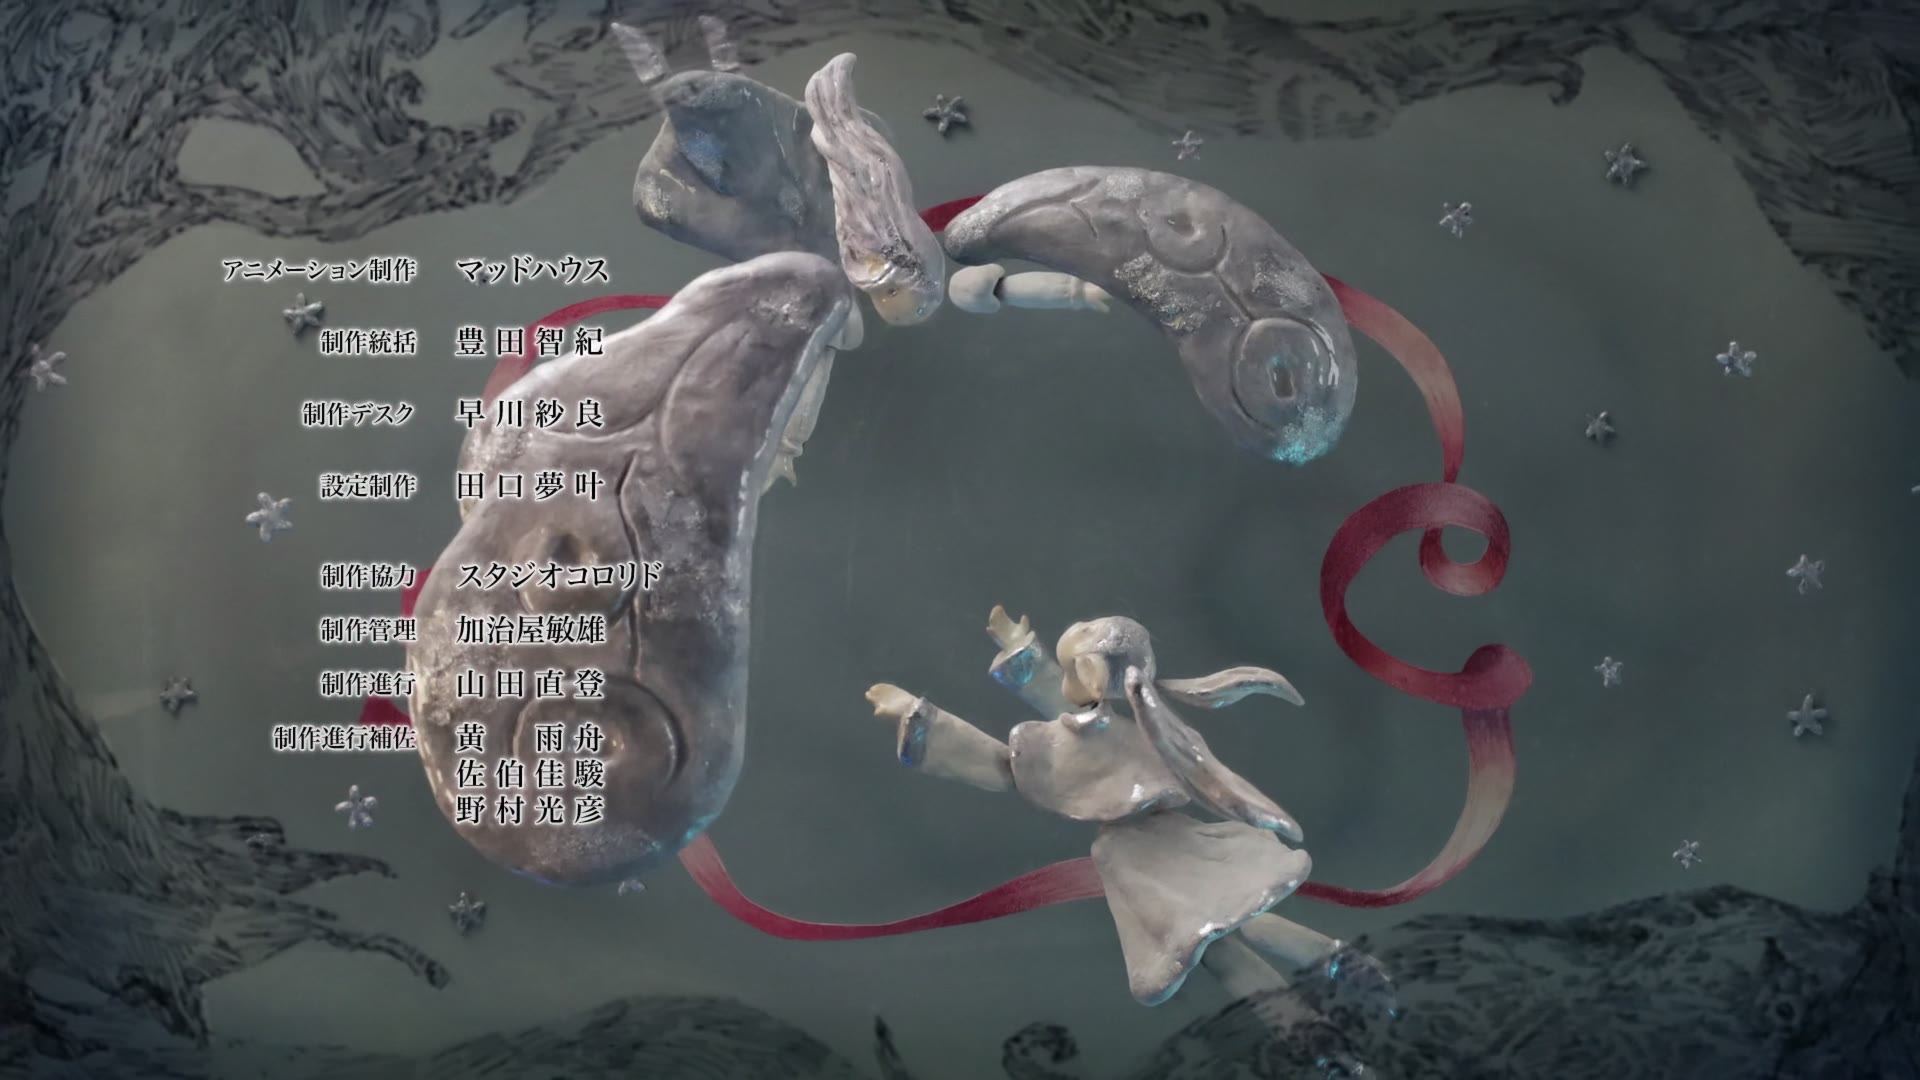 アニメーション制作 マッドハウス
制作統括 豊田智紀
制作デスク 早川紗良
設定制作 田口夢叶
制作協力 スタジオコロリド
制作管理 加治屋敏雄
制作進行 山田直登
制作進行補佐 黄 雨舟
佐伯佳駿
野村光彦